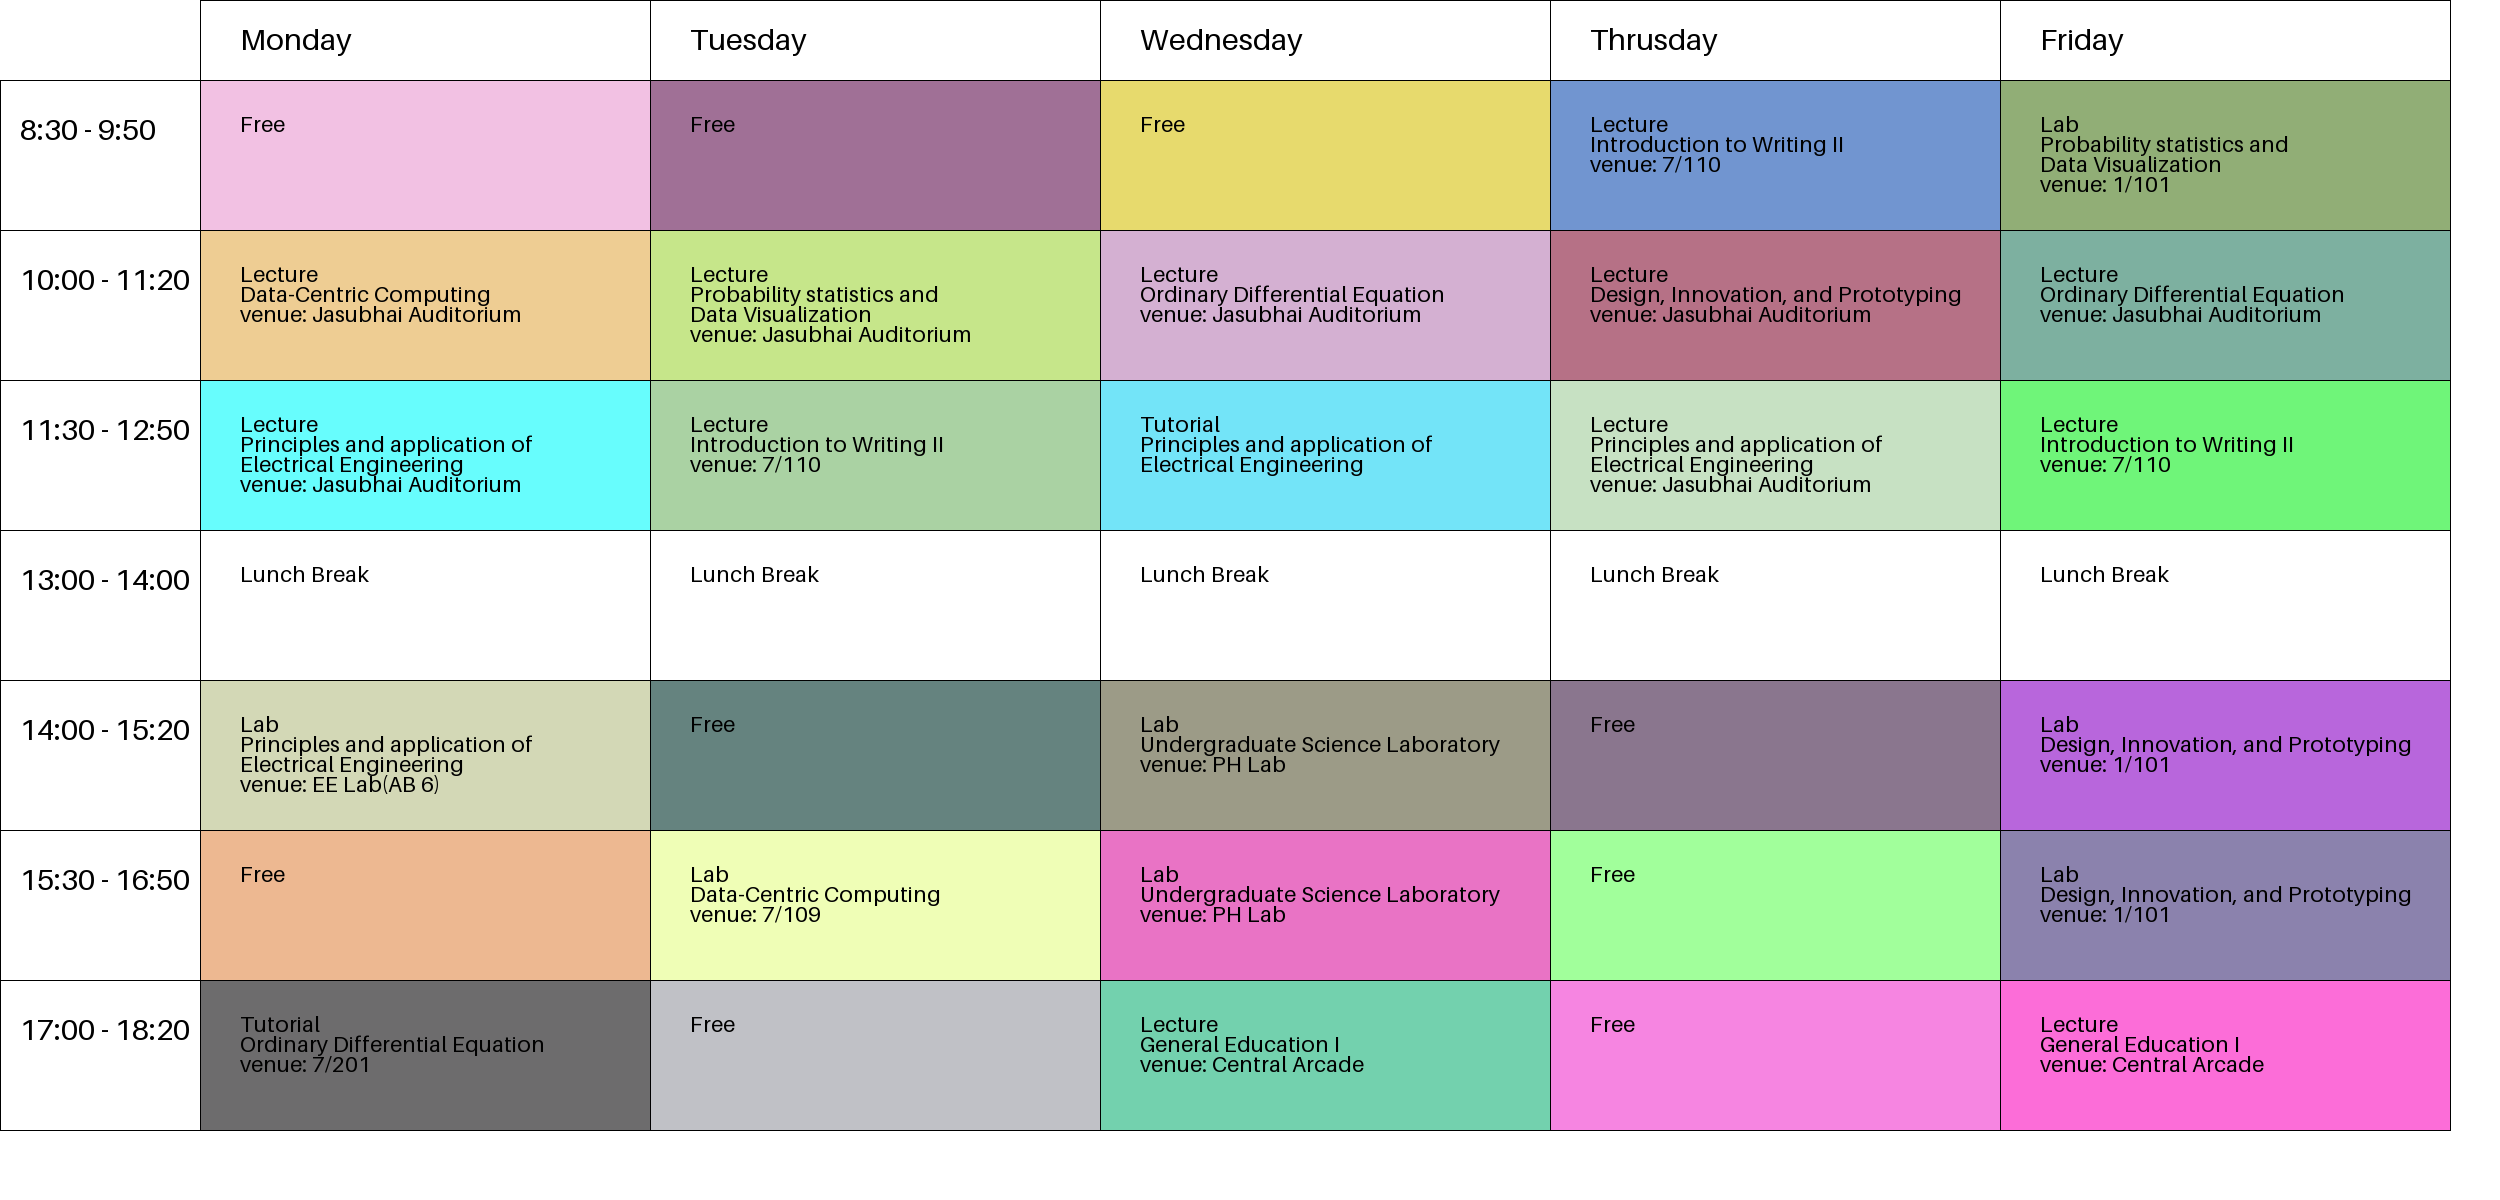 Monday
Tuesday
Wednesday
Thrusday
Friday
8:30 - 9:50
Free
Free
Free
Lecture
Introduction to Writing II
venue: 7/110
Lab
Probability statistics and
Data Visualization
venue: 1/101
10:00 - 11:20
Lecture
Data-Centric Computing
venue: Jasubhai Auditorium
Lecture
Probability statistics and
Data Visualization
venue: Jasubhai Auditorium
Lecture
Ordinary Differential Equation
venue: Jasubhai Auditorium
Lecture
Design, Innovation, and Prototyping
venue: Jasubhai Auditorium
Lecture
Ordinary Differential Equation
venue: Jasubhai Auditorium
11:30 - 12:50
Lecture
Principles and application of
Electrical Engineering
venue: Jasubhai Auditorium
Lecture
Introduction to Writing II
venue: 7/110
Tutorial
Principles and application of
Electrical Engineering
Lecture
Principles and application of
Electrical Engineering
venue: Jasubhai Auditorium
Lecture
Introduction to Writing II
venue: 7/110
13:00 - 14:00
Lunch Break
Lunch Break
Lunch Break
Lunch Break
Lunch Break
14:00 - 15:20
Lab
Principles and application of
Electrical Engineering
venue: EE Lab(AB 6)
Free
Lab
Undergraduate Science Laboratory
venue: PH Lab
Free
Lab
Design, Innovation, and Prototyping
venue: 1/101
15:30 - 16:50
Free
Lab
Data-Centric Computing
venue: 7/109
Lab
Undergraduate Science Laboratory
venue: PH Lab
Free
Lab
Design, Innovation, and Prototyping
venue: 1/101
17:00 - 18:20
Tutorial
Ordinary Differential Equation
venue: 7/201
Free
Lecture
General Education I
venue: Central Arcade
Free
Lecture
General Education I
venue: Central Arcade